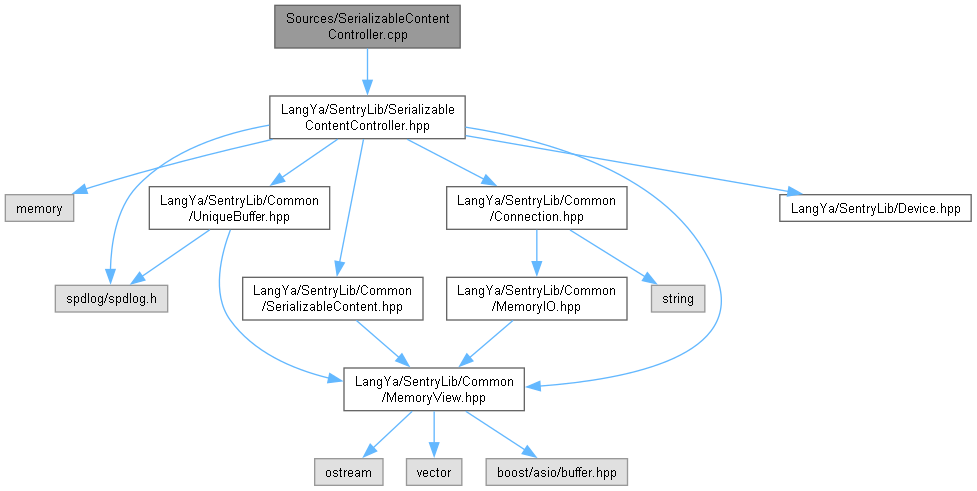 Sources/SerializableContent
Controller.cpp
LangYa/SentryLib/Serializable
ContentController.hpp
memory
LangYa/SentryLib/Common
/UniqueBuffer.hpp
LangYa/SentryLib/Common
/Connection.hpp
LangYa/SentryLib/Device.hpp
spdlog/spdlog.h
LangYa/SentryLib/Common
/SerializableContent.hpp
LangYa/SentryLib/Common
/MemoryIO.hpp
string
LangYa/SentryLib/Common
/MemoryView.hpp
ostream
vector
boost/asio/buffer.hpp